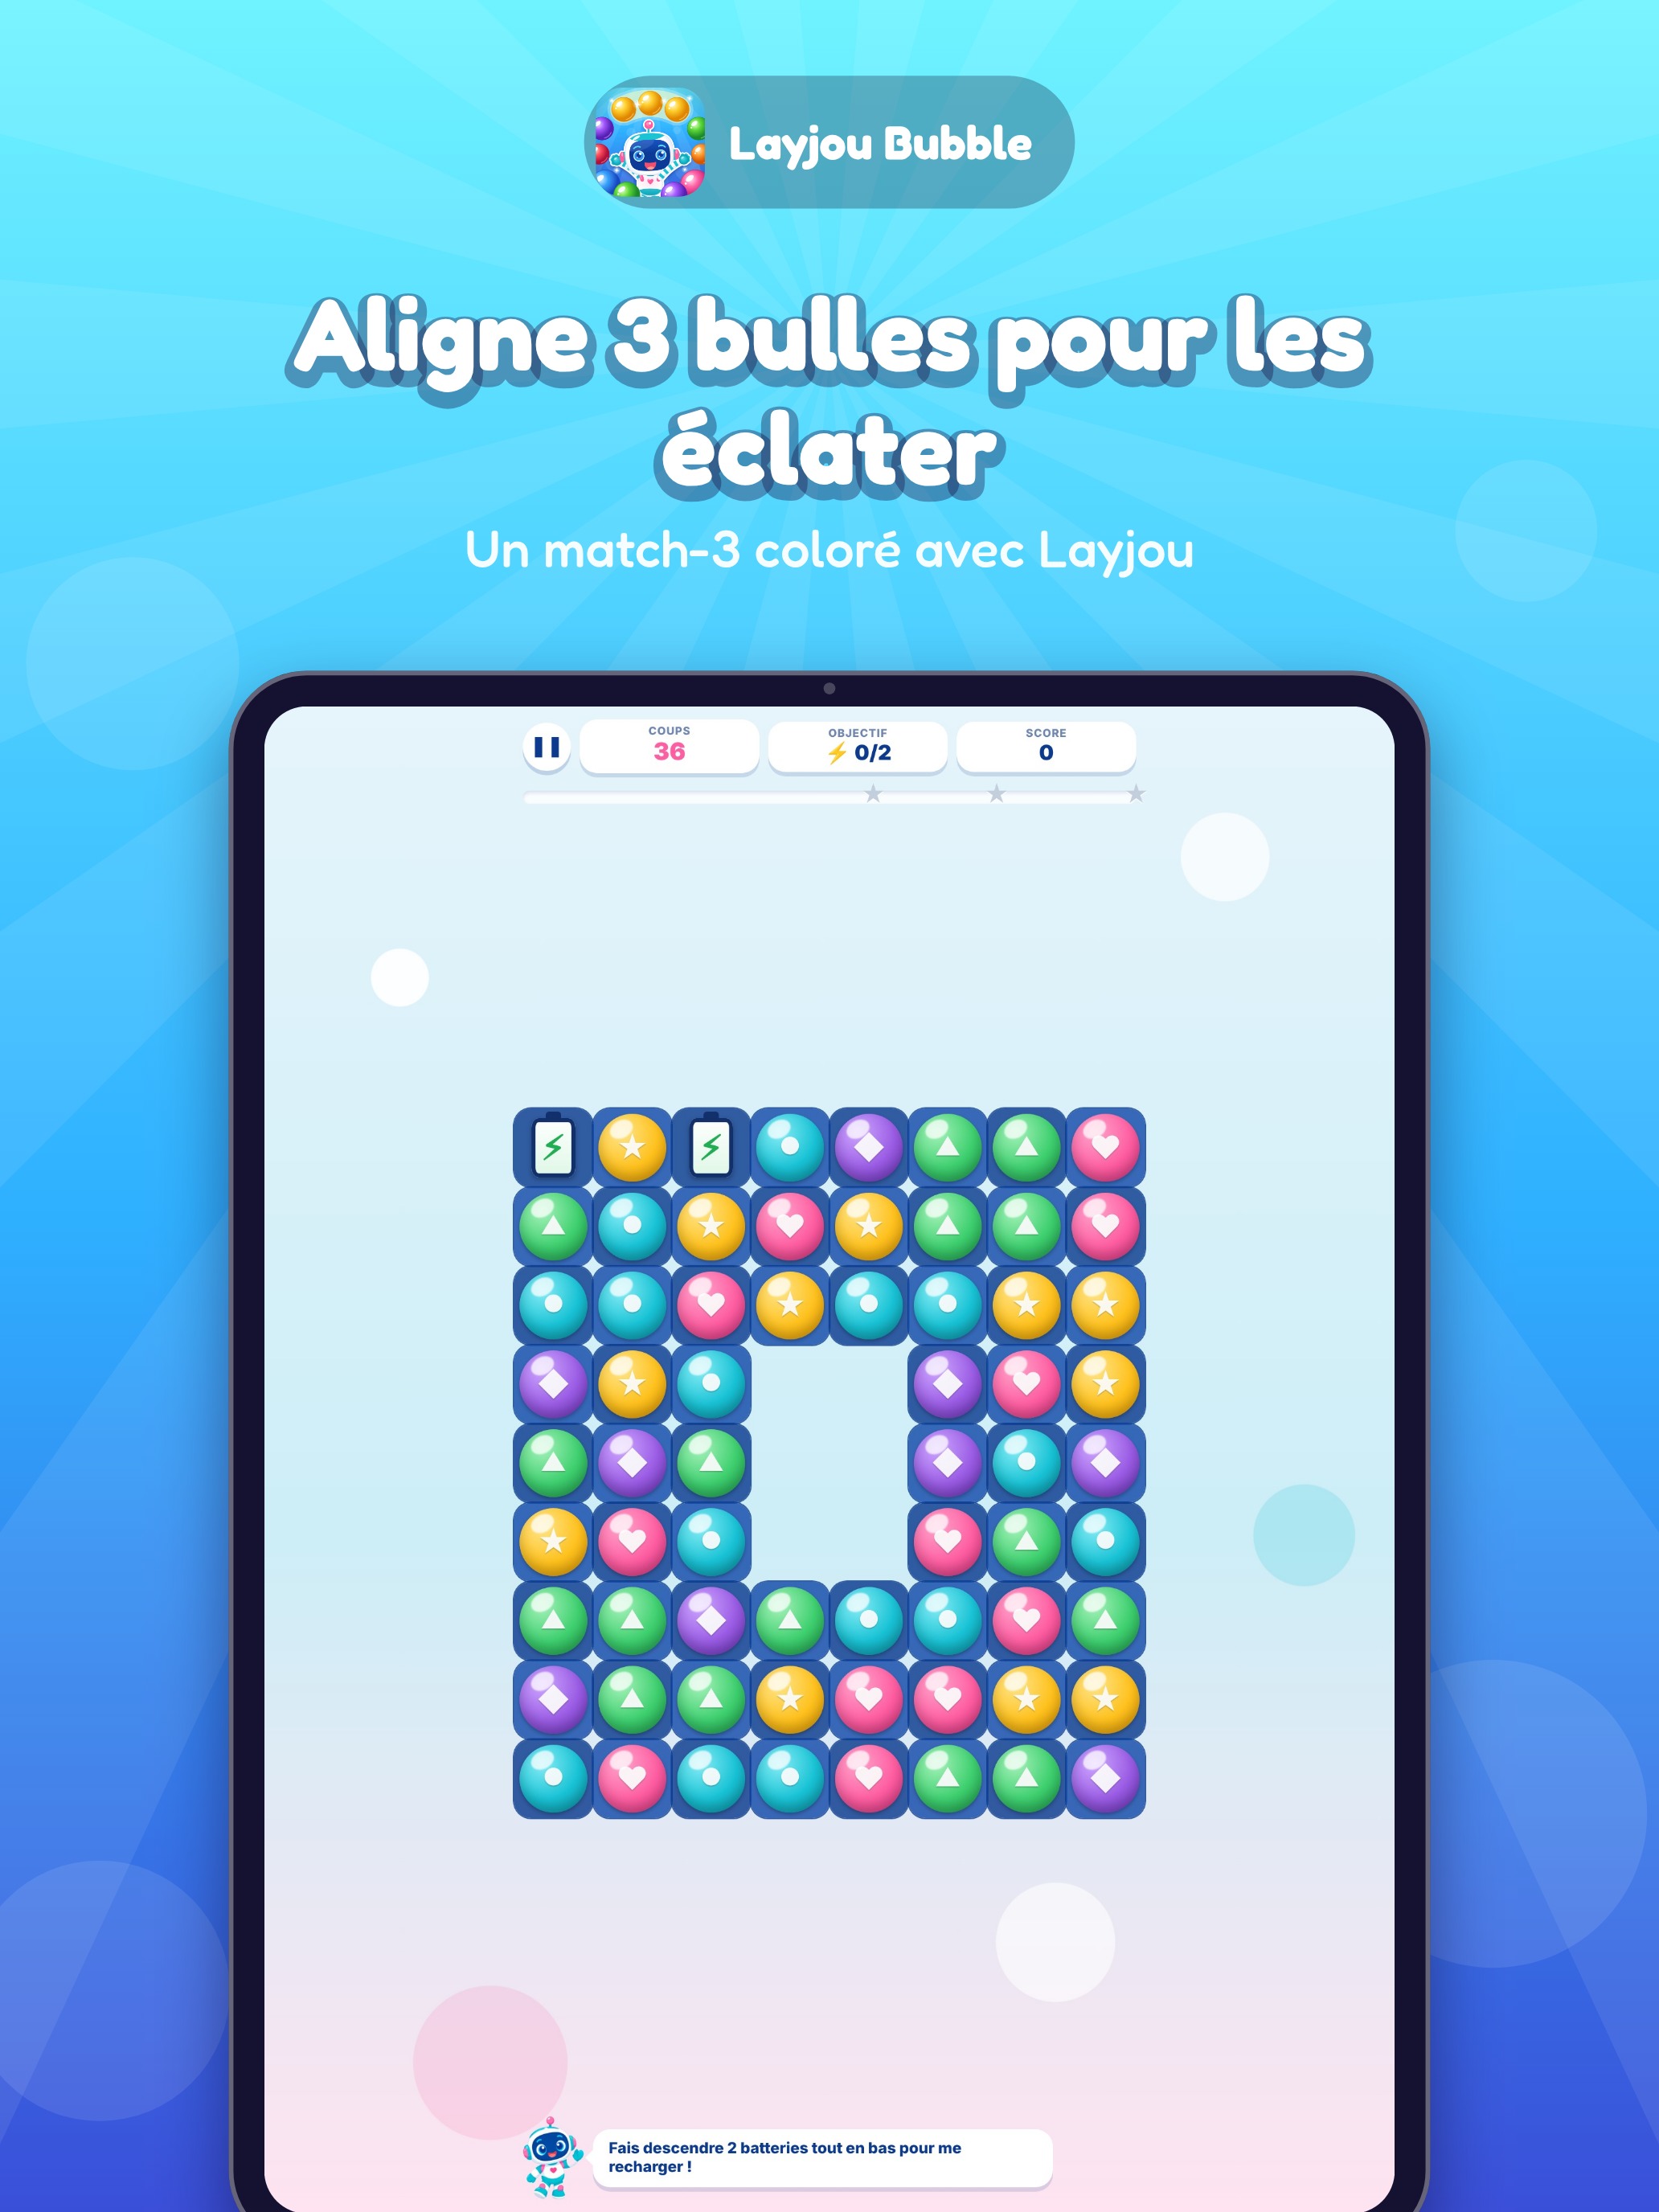 Layjou Bubble
Aligne 3 bulles pour les
éclater
Un match-3 coloré avec Layjou
COUPS
36
OBJECTIF
⚡ 0/2
SCORE
0
Fais descendre 2 batteries tout en bas pour me
recharger !